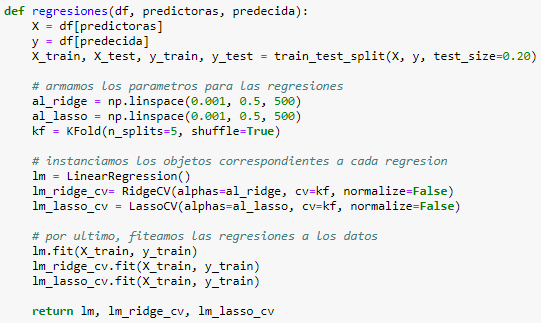 def regresiones(df, predictoras, predecida):
    X = df[predictoras]
    y = df[predecida]
    X_train, X_test, y_train, y_test = train_test_split(X, y, test_size=0.20)

    # armamos los parametros para las regresiones
    al_ridge = np.linspace(0.001, 0.5, 500)
    al_lasso = np.linspace(0.001, 0.5, 500)
    kf = KFold(n_splits=5, shuffle=True)

    # instanciamos los objetos correspondientes a cada regresion
    lm = LinearRegression()
    lm_ridge_cv= RidgeCV(alphas=al_ridge, cv=kf, normalize=False)
    lm_lasso_cv = LassoCV(alphas=al_lasso, cv=kf, normalize=False)

    # por ultimo, fiteamos las regresiones a los datos
    lm.fit(X_train, y_train)
    lm_ridge_cv.fit(X_train, y_train)
    lm_lasso_cv.fit(X_train, y_train)

    return lm, lm_ridge_cv, lm_lasso_cv